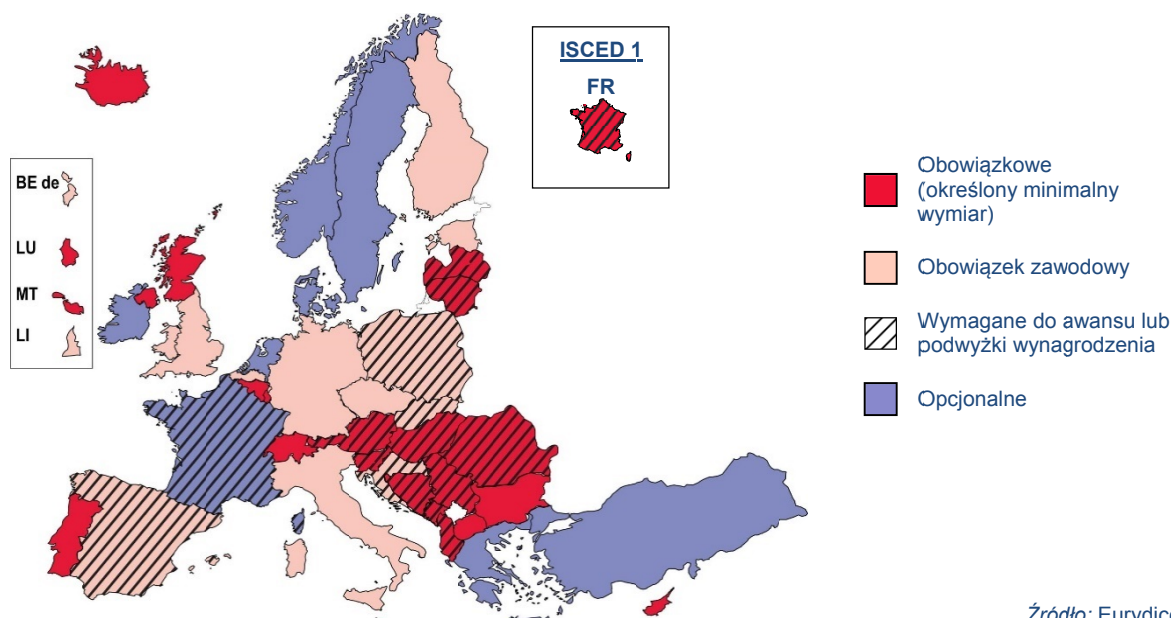 ISCED 1
FR
BE de
LU
MT
LI
Obowiązkowe
(określony minimalny
wymiar)
Obowiązek zawodowy
Wymagane do awansu lub
podwyżki wynagrodzenia
Opcjonalne
Źródło: Eurydice